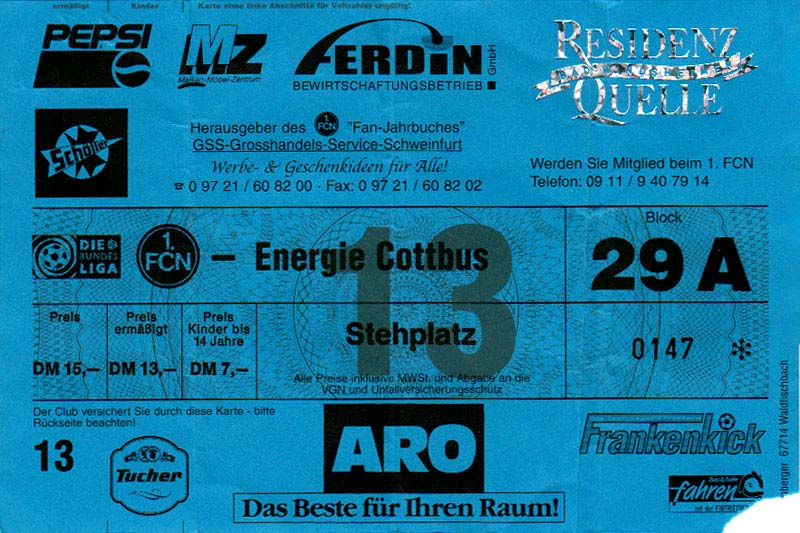 ermäßigt
Kinder
Karte ohne linke Abschnitte für Vollzahler ungültig!
PEPSI
MZ
Marken-Möbel-Zentrum
FERDIN GmbH
BEWIRTSCHAFTUNGSBETRIEB
RESIDENZ
QUELLE
Schöller
Herausgeber des 1. FCN "Fan-Jahrbuches"
GSS-Grosshandels-Service-Schweinfurt
Werbe- & Geschenkideen für Alle!
☎ 0 97 21 / 60 82 00 · Fax: 0 97 21 / 60 88 02
Werden Sie Mitglied beim 1. FCN
Telefon: 09 11 / 9 40 79 14
DIE
BUNDES
LIGA
1.
FCN
– Energie Cottbus
13
Block
29 A
Preis
DM 15,–
Preis
ermäßigt
DM 13,–
Preis
Kinder bis
14 Jahre
DM 7,–
Stehplatz
Alle Preise inklusive MWSt. und Abgabe an die
VGN und Unfallversicherungsschutz
0147
Der Club versichert Sie durch diese Karte - bitte
Rückseite beachten!
13
Tucher
ARO
Das Beste für Ihren Raum!
Frankenkick
fahren
mit der
67714 Waldfischbach